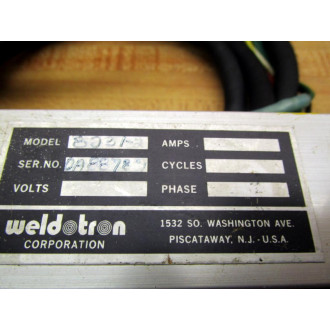 MODEL AMPS
SER.NO. CYCLES
VOLTS PHASE
weldotron
CORPORATION
1532 SO. WASHINGTON AVE.
PISCATAWAY, N.J.-U.S.A.